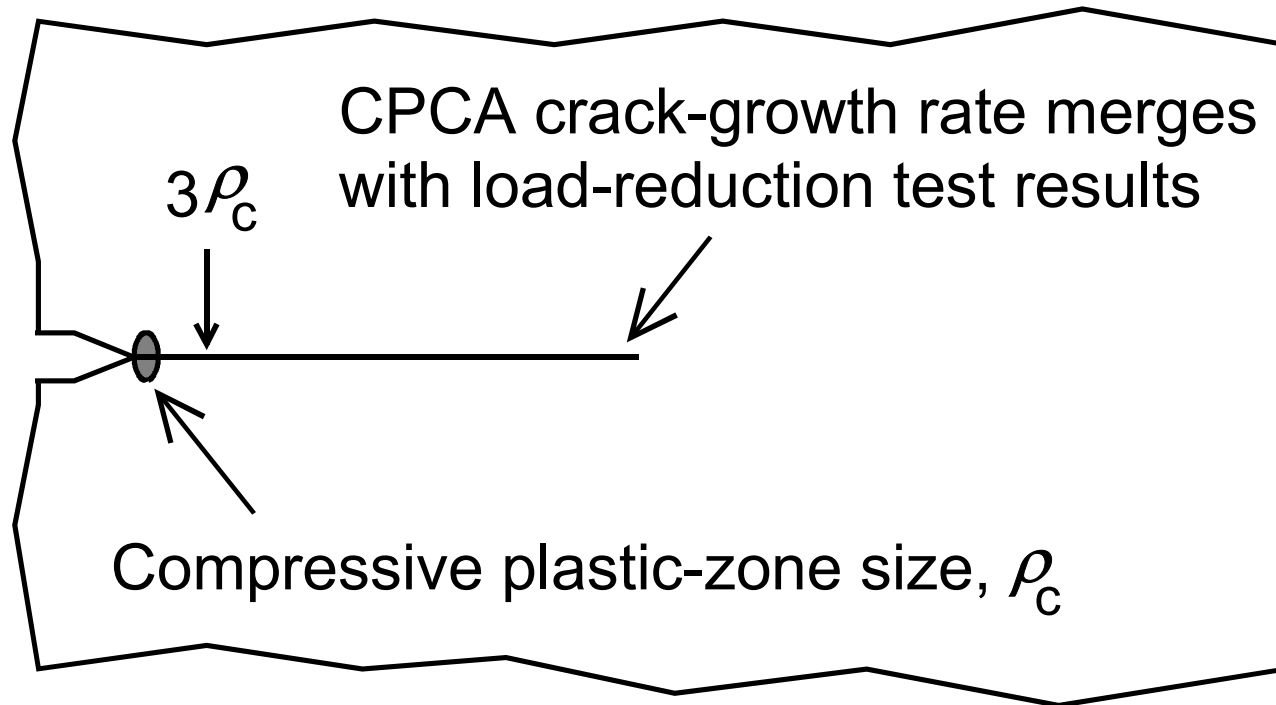 CPCA crack-growth rate merges
with load-reduction test results
3ρc
Compressive plastic-zone size, ρc